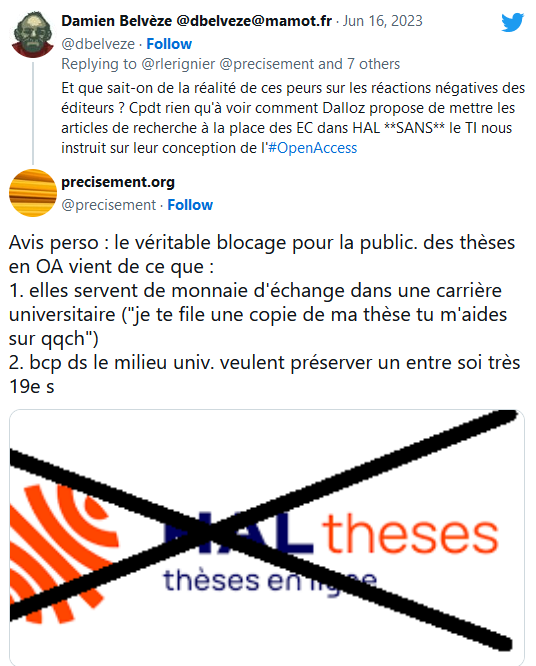 Damien Belvèze @dbelveze@mamot.fr · Jun 16, 2023
@dbelveze · Follow
Replying to @rlerignier @precisement and 7 others
Et que sait-on de la réalité de ces peurs sur les réactions négatives des
éditeurs ? Cpdt rien qu'à voir comment Dalloz propose de mettre les
articles de recherche à la place des EC dans HAL **SANS** le TI nous
instruit sur leur conception de l'#OpenAccess
precisement.org
@precisement · Follow
Avis perso : le véritable blocage pour la public. des thèses
en OA vient de ce que :
1. elles servent de monnaie d'échange dans une carrière
universitaire ("je te file une copie de ma thèse tu m'aides
sur qqch")
2. bcp ds le milieu univ. veulent préserver un entre soi très
19e s
HAL theses
thèses en ligne